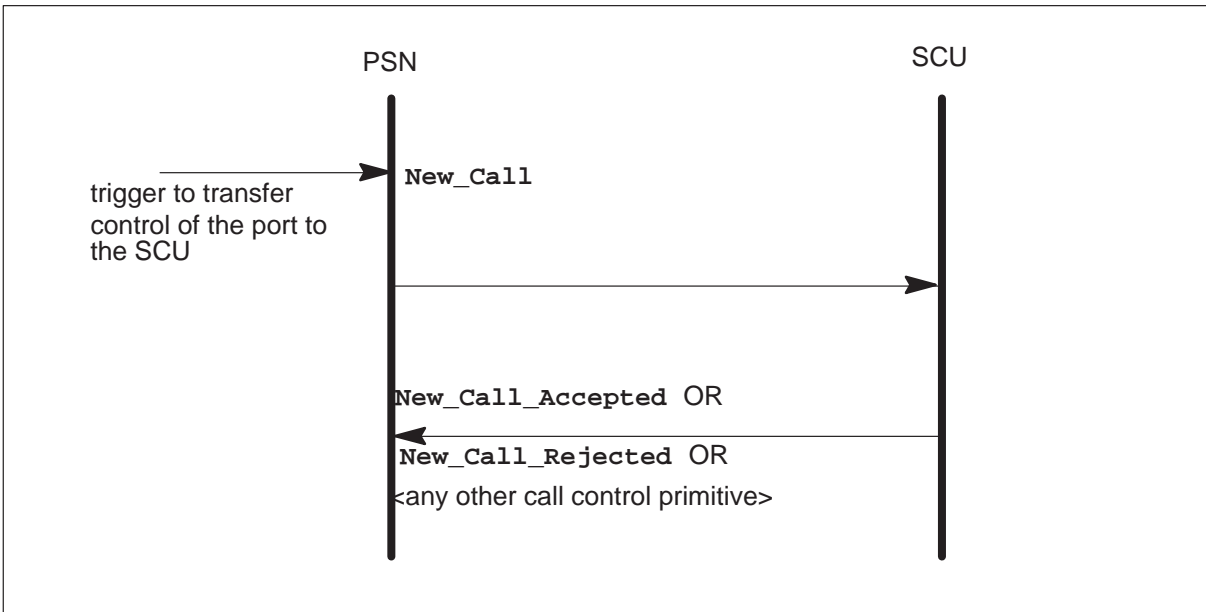 PSN
SCU
New_Call
trigger to transfer
control of the port to
the SCU
New_Call_Accepted OR
New_Call_Rejected OR
<any other call control primitive>